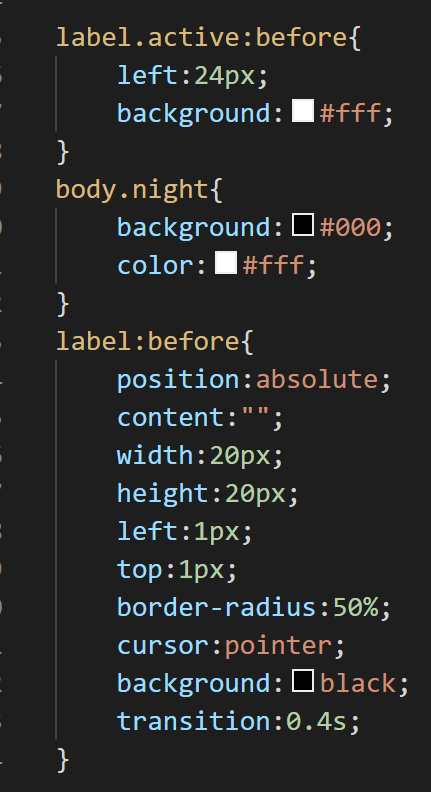 label.active:before{
left:24px;
background:#fff;
}
body.night{
background:#000;
color:#fff;
}
label:before{
position:absolute;
content:"";
width:20px;
height:20px;
left:1px;
top:1px;
border-radius:50%;
cursor:pointer;
background:black;
transition:0.4s;
}